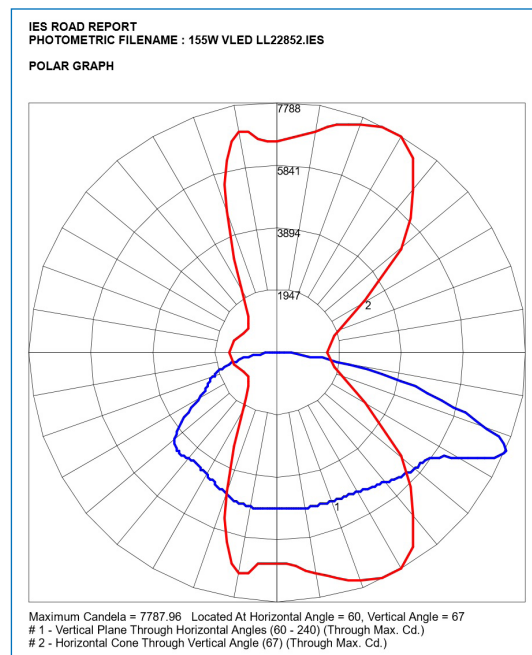 IES ROAD REPORT
PHOTOMETRIC FILENAME : 155W VLED LL22852.IES
POLAR GRAPH
7788
5841
3894
1947
2
1
Maximum Candela = 7787.96 Located At Horizontal Angle = 60, Vertical Angle = 67
# 1 - Vertical Plane Through Horizontal Angles (60 - 240) (Through Max. Cd.)
# 2 - Horizontal Cone Through Vertical Angle (67) (Through Max. Cd.)